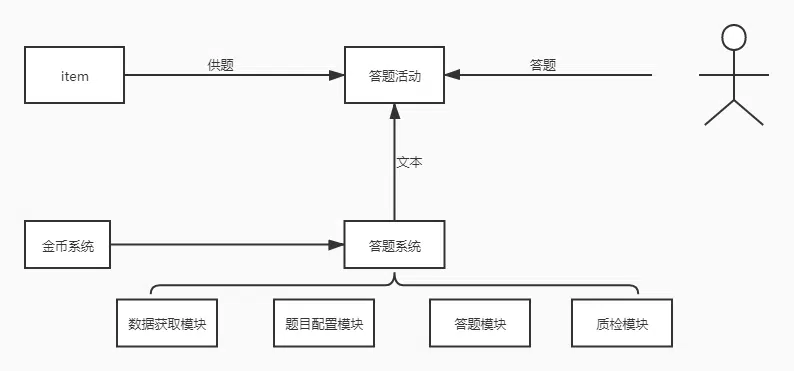 item
供题
答题活动
答题
文本
金币系统
答题系统
数据获取模块
题目配置模块
答题模块
质检模块